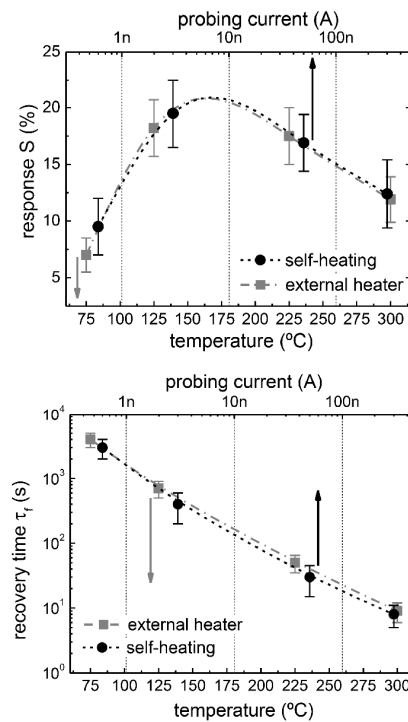 probing current (A)
1n 10n 100n
response S (%)
25
20
15
10
5
self-heating
external heater
75 100 125 150 175 200 225 250 275 300
temperature (ºC)
probing current (A)
1n 10n 100n
recovery time τf (s)
10⁴
10³
10²
10¹
10⁰
external heater
self-heating
75 100 125 150 175 200 225 250 275 300
temperature (ºC)